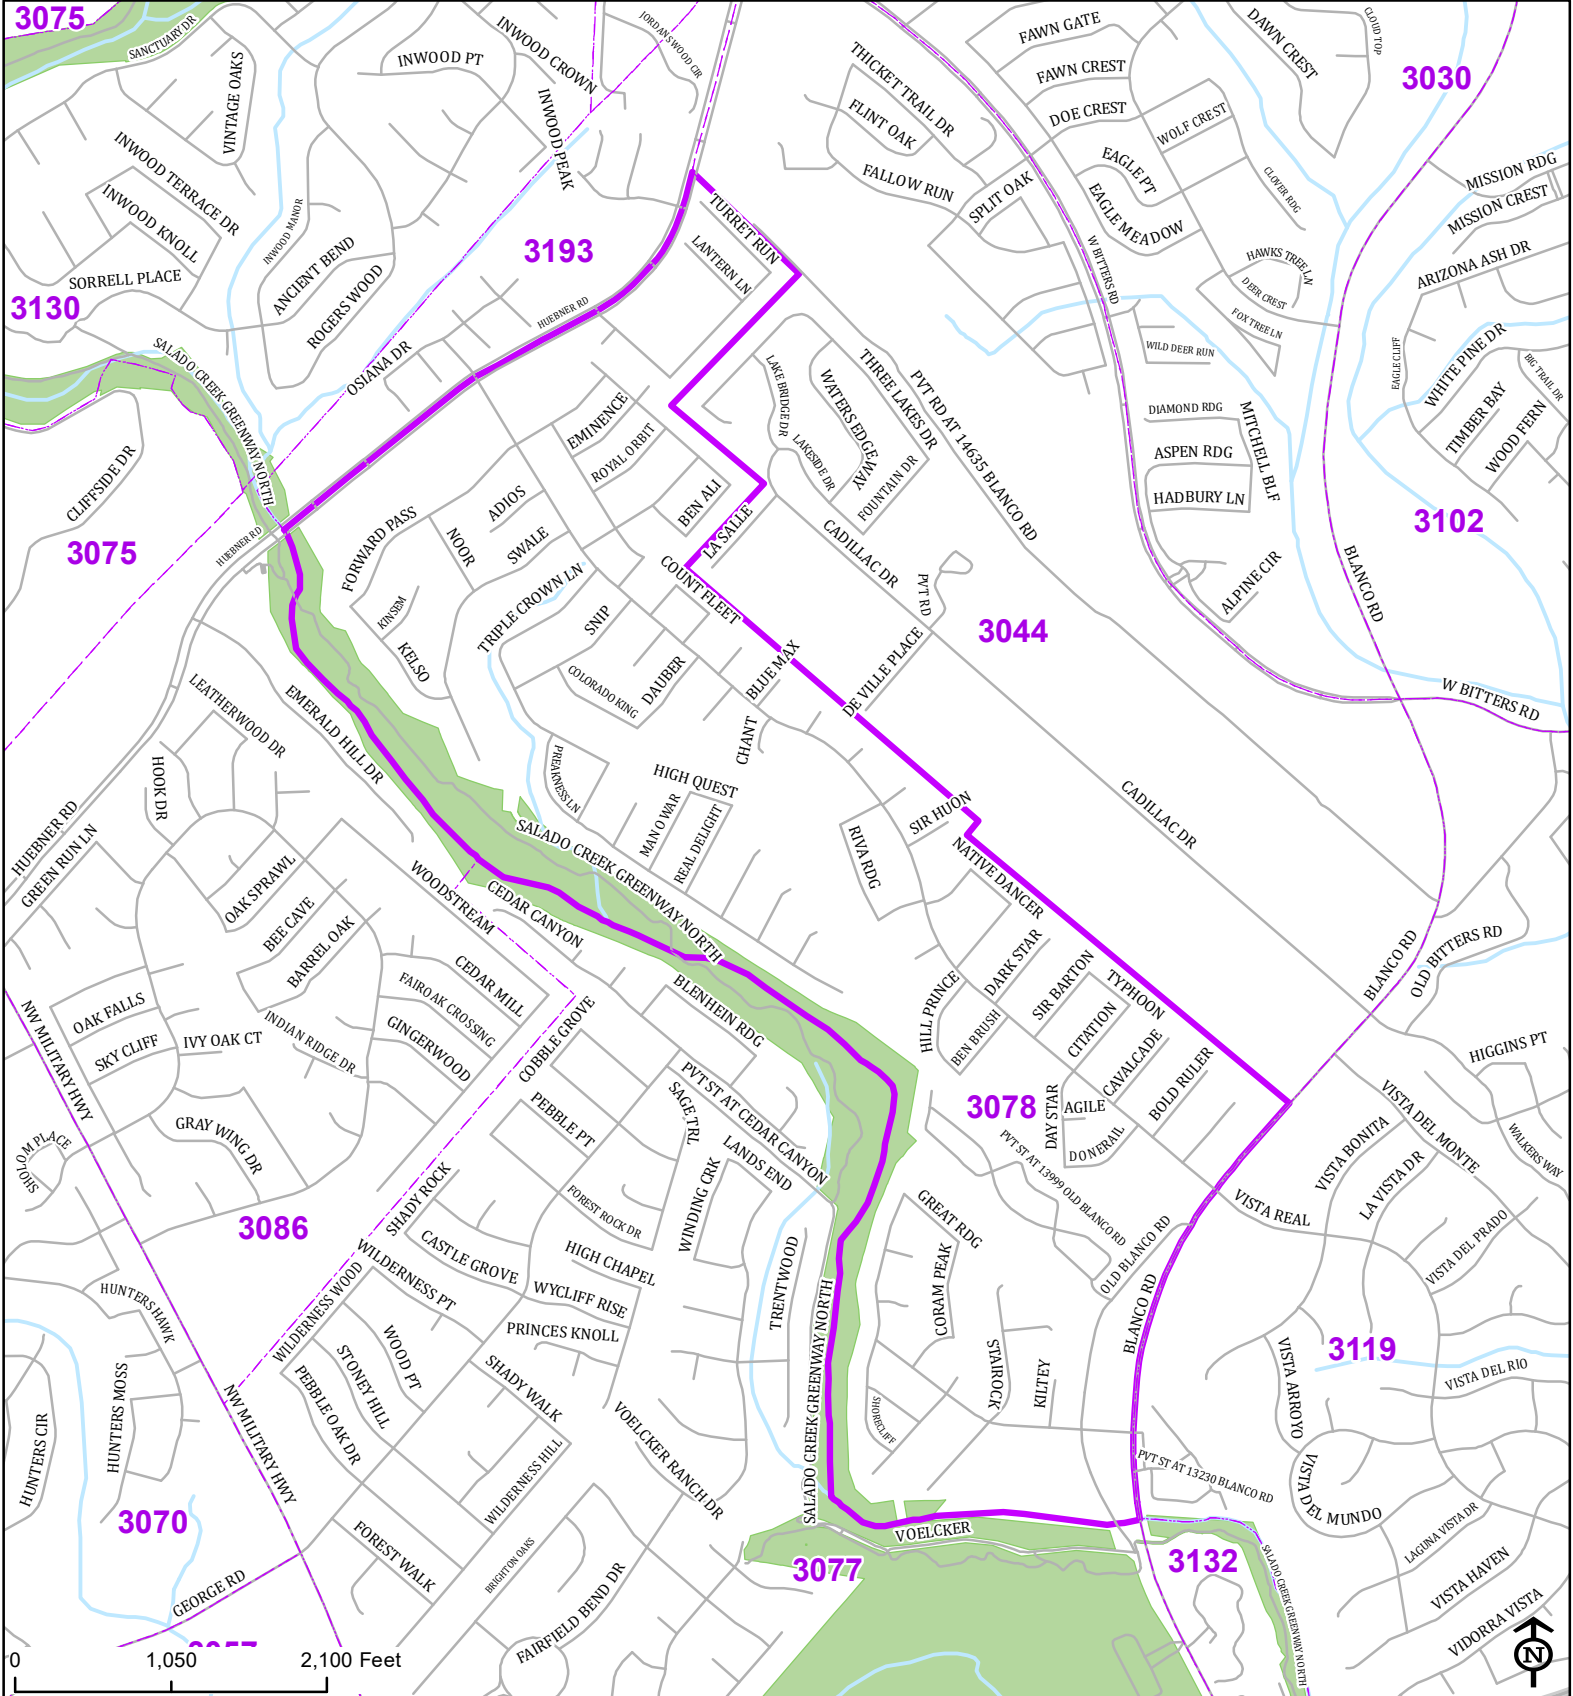 3075
SANCTUARY DR
VINTAGE OAKS
INWOOD PT
INWOOD CROWN
JORDANSWOOD CIR
INWOOD PEAK
THICKET TRAIL DR
FLINT OAK
FALLOW RUN
FAWN GATE
FAWN CREST
DOE CREST
WOLF CREST
DAWN CREST
CLOUD TOP
3030
EAGLE PT
EAGLE MEADOW
SPLIT OAK
CLOVER RDG
MISSION RDG
MISSION CREST
ARIZONA ASH DR
INWOOD TERRACE DR
INWOOD KNOLL
INWOOD MANOR
SORRELL PLACE
ANCIENT BEND
ROGERS WOOD
3130
3193
TURRET RUN
LANTERN LN
HUEBNER RD
W BITTERS RD
HAWKS TREE LN
DEER CREST
FOX TREE LN
WILD DEER RUN
EAGLE CLIFF
WHITE PINE DR
BIG TRAIL DR
TIMBER BAY
WOOD FERN
SALADO CREEK GREENWAY NORTH
OSIANA DR
CLIFFSIDE DR
3075
HUEBNER RD
EMINENCE
ROYAL ORBIT
BEN ALI
LA SALLE
LAKE BRIDGE DR
LAKESIDE DR
WATERS EDGE WAY
THREE LAKES DR
FOUNTAIN DR
PVT RD AT 14635 BLANCO RD
DIAMOND RDG
ASPEN RDG
HADBURY LN
MITCHELL BLF
ALPINE CIR
3102
BLANCO RD
W BITTERS RD
FORWARD PASS
NOOR
ADIOS
SWALE
KINSEM
KELSO
TRIPLE CROWN LN
SNIP
COLORADO KING
DAUBER
COUNT FLEET
CADILLAC DR
PVT RD
3044
BLUE MAX
DE VILLE PLACE
CHANT
LEATHERWOOD DR
EMERALD HILL DR
HOOK DR
HUEBNER RD
GREEN RUN LN
PREAKNESS LN
HIGH QUEST
MAN O WAR
REAL DELIGHT
SALADO CREEK GREENWAY NORTH
SIR HUON
RIVA RDG
NATIVE DANCER
CADILLAC DR
OAK SPRAWL
BEE CAVE
BARREL OAK
WOODSTREAM
CEDAR CANYON
CEDAR MILL
FAIROAK CROSSING
GINGERWOOD
INDIAN RIDGE DR
COBBLE GROVE
BLENHEIN RDG
HILL PRINCE
DARK STAR
BEN BRUSH
SIR BARTON
TYPHOON
CITATION
CAVALCADE
BOLD RULER
BLANCO RD
OLD BITTERS RD
HIGGINS PT
OAK FALLS
SKY CLIFF
IVY OAK CT
NW MILITARY HWY
GRAY WING DR
SOLOM PLACE
PEBBLE PT
SAGE TRL
PVT ST AT CEDAR CANYON
LANDS END
WINDING CRK
3078
DAY STAR
AGILE
DONERAIL
PVT ST AT 13999 OLD BLANCO RD
OLD BLANCO RD
VISTA DEL MONTE
WALKERS WAY
VISTA BONITA
LA VISTA DR
VISTA REAL
VISTA DEL PRADO
3086
SHADY ROCK
FOREST ROCK DR
HIGH CHAPEL
CASTLE GROVE
WYCLIFF RISE
PRINCES KNOLL
WILDERNESS PT
WILDERNESS WOOD
TRENTWOOD
GREAT RDG
CORAM PEAK
BLANCO RD
HUNTERS HAWK
HUNTERS MOSS
HUNTERS CIR
WOOD PT
STONEY HILL
PEBBLE OAK DR
SHADY WALK
WILDERNESS HILL
VOELCKER RANCH DR
SALADO CREEK GREENWAY NORTH
SHORECLIFF
STAIROCK
KILTEY
3119
VISTA ARROYO
VISTA DEL RIO
PVT ST AT 13230 BLANCO RD
VISTA DEL MUNDO
LAGUNA VISTA DR
NW MILITARY HWY
3070
FOREST WALK
BRIGHTON OAKS
FAIRFIELD BEND DR
GEORGE RD
VOELCKER
3077
3132
SALADO CREEK GREENWAY NORTH
VISTA HAVEN
VIDORRA VISTA
0
1,050
2,100 Feet
N